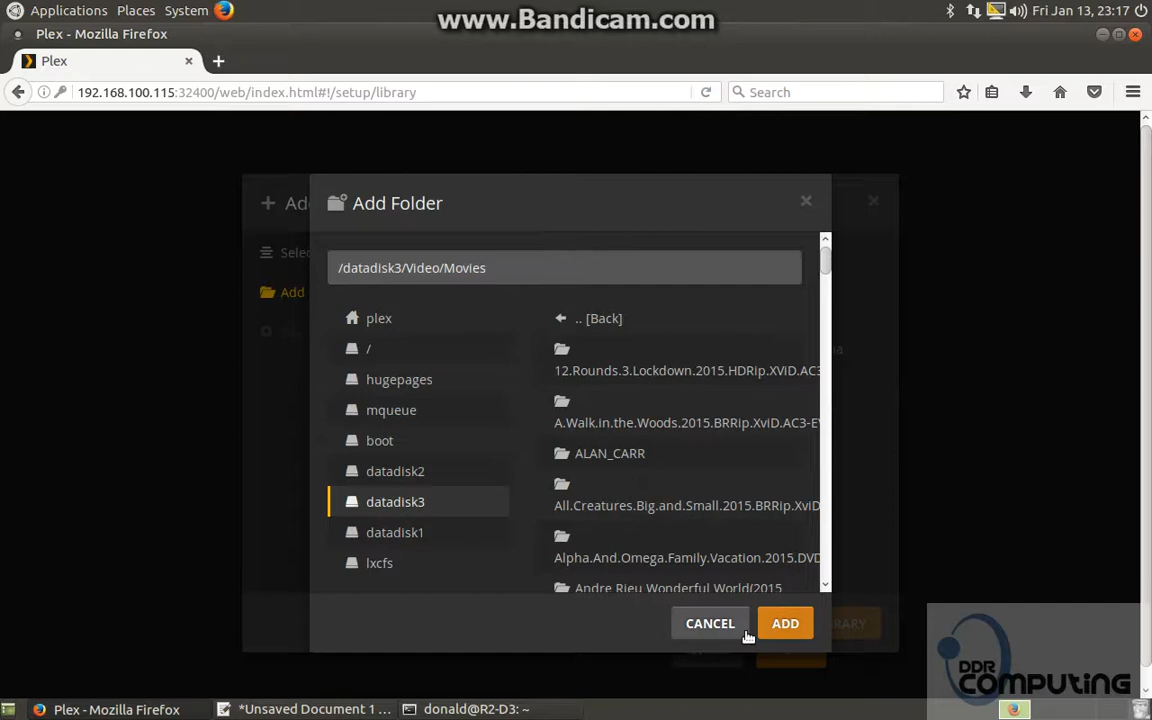 www.Bandicam.com
Applications Places System
Fri Jan 13, 23:17
Plex - Mozilla Firefox
Plex
192.168.100.115:32400/web/index.html#!/setup/library
Search
Add Folder
/datadisk3/Video/Movies
Add
plex
.. [Back]
/
12.Rounds.3.Lockdown.2015.HDRip.XViD.AC3
hugepages
mqueue
A.Walk.in.the.Woods.2015.BRRip.XviD.AC3-E
boot
ALAN_CARR
datadisk2
datadisk3
All.Creatures.Big.and.Small.2015.BRRip.XviD
datadisk1
Alpha.And.Omega.Family.Vacation.2015.DVD
lxcfs
Andre Rieu Wonderful World(2015
CANCEL
ADD
DDR
COMPUTING
Plex - Mozilla Firefox
*Unsaved Document 1 ...
donald@R2-D3: ~